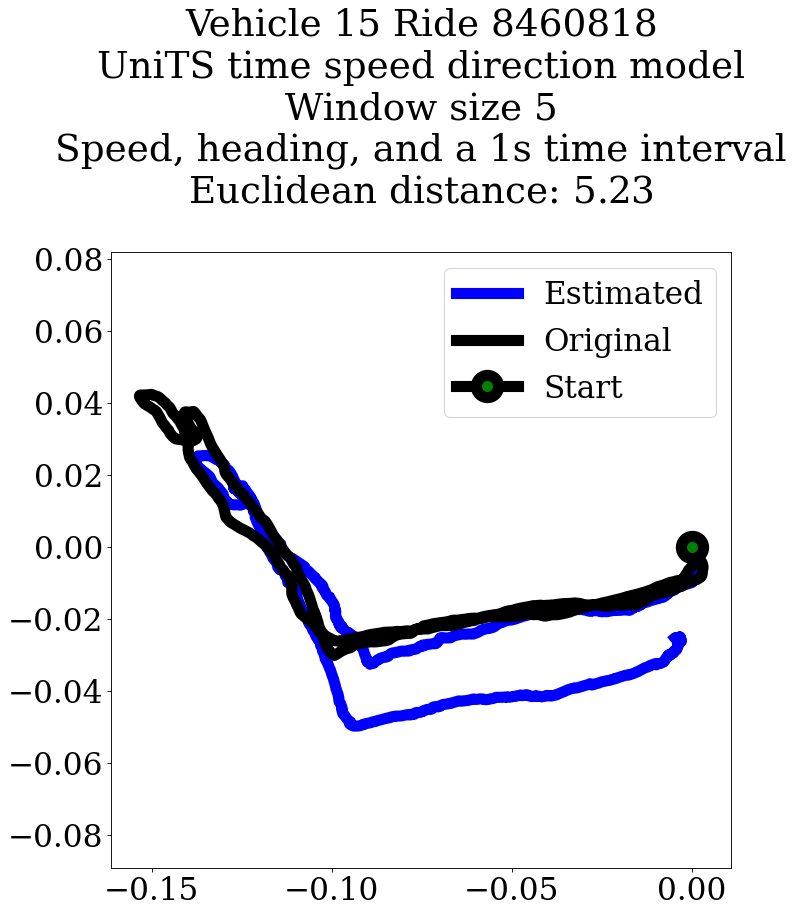 Vehicle 15 Ride 8460818
UniTS time speed direction model
Window size 5
Speed, heading, and a 1s time interval
Euclidean distance: 5.23
Estimated
Original
Start
0.08
0.06
0.04
0.02
0.00
−0.02
−0.04
−0.06
−0.08
−0.15 −0.10 −0.05 0.00